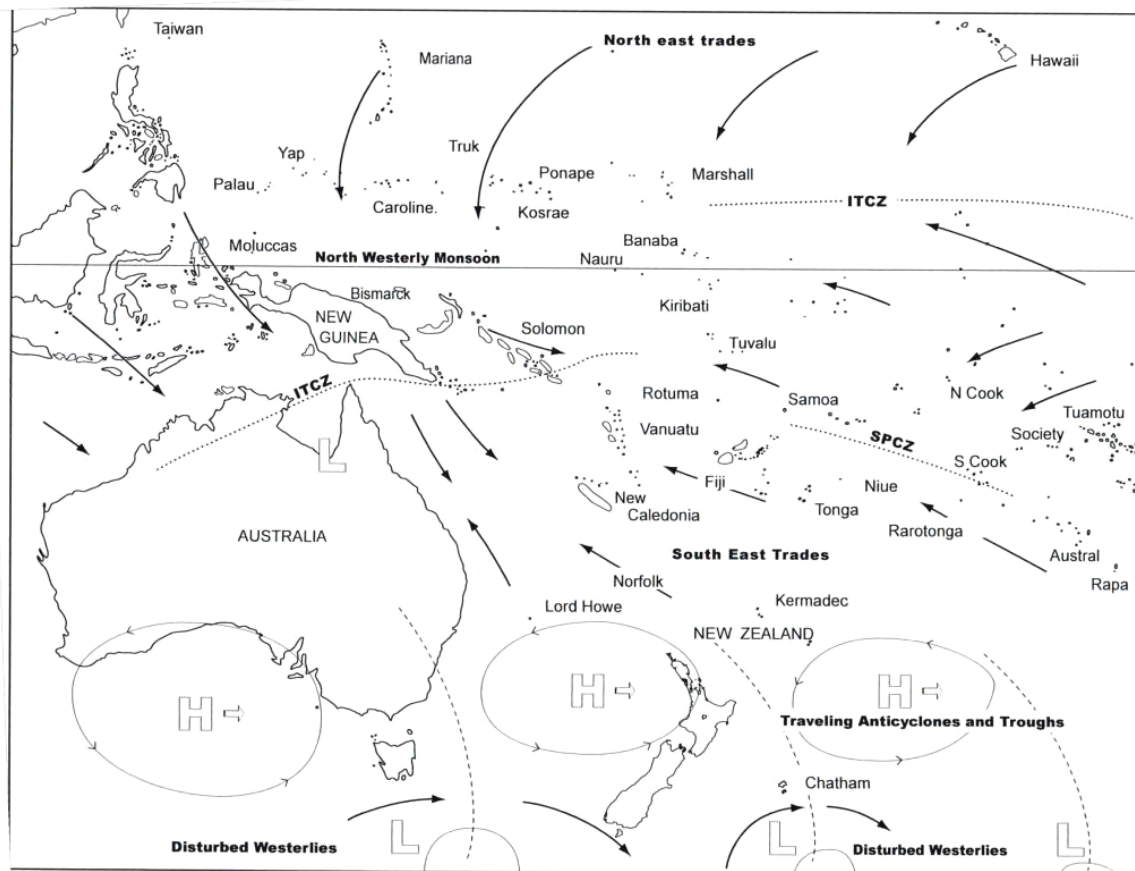 Taiwan
North east trades
Mariana
Hawaii
Yap
Truk
Ponape
Marshall
Palau
Caroline.
Kosrae
ITCZ
Moluccas
Banaba
North Westerly Monsoon
Nauru
Bismarck
Kiribati
NEW
GUINEA
Solomon
Tuvalu
ITCZ
Rotuma
Samoa
N Cook
Tuamotu
Vanuatu
SPCZ
Society
L
S Cook
Fiji
Niue
New
Caledonia
Tonga
Rarotonga
AUSTRALIA
South East Trades
Austral
Norfolk
Rapa
Lord Howe
Kermadec
NEW ZEALAND
H
H
H
Traveling Anticyclones and Troughs
Chatham
Disturbed Westerlies
L
L
Disturbed Westerlies
L